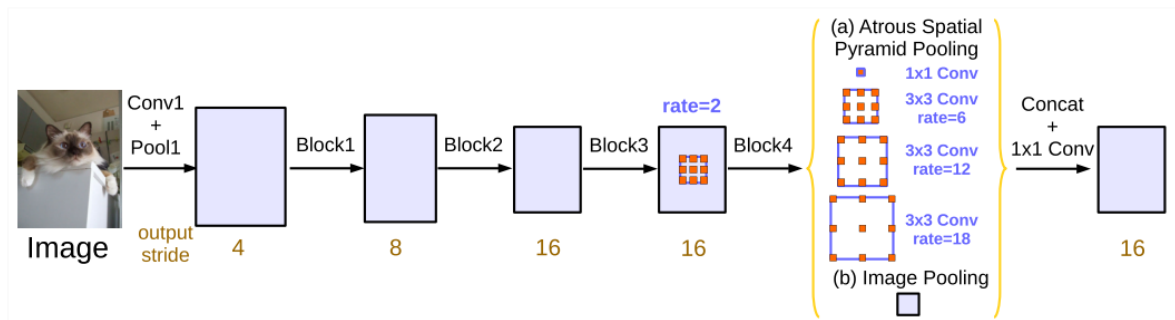 (a) Atrous Spatial
Pyramid Pooling
1x1 Conv
3x3 Conv
rate=6
3x3 Conv
rate=12
3x3 Conv
rate=18
(b) Image Pooling
Conv1
+
Pool1
Block1
Block2
Block3
rate=2
Block4
Concat
+
1x1 Conv
Image
output
stride
4
8
16
16
16